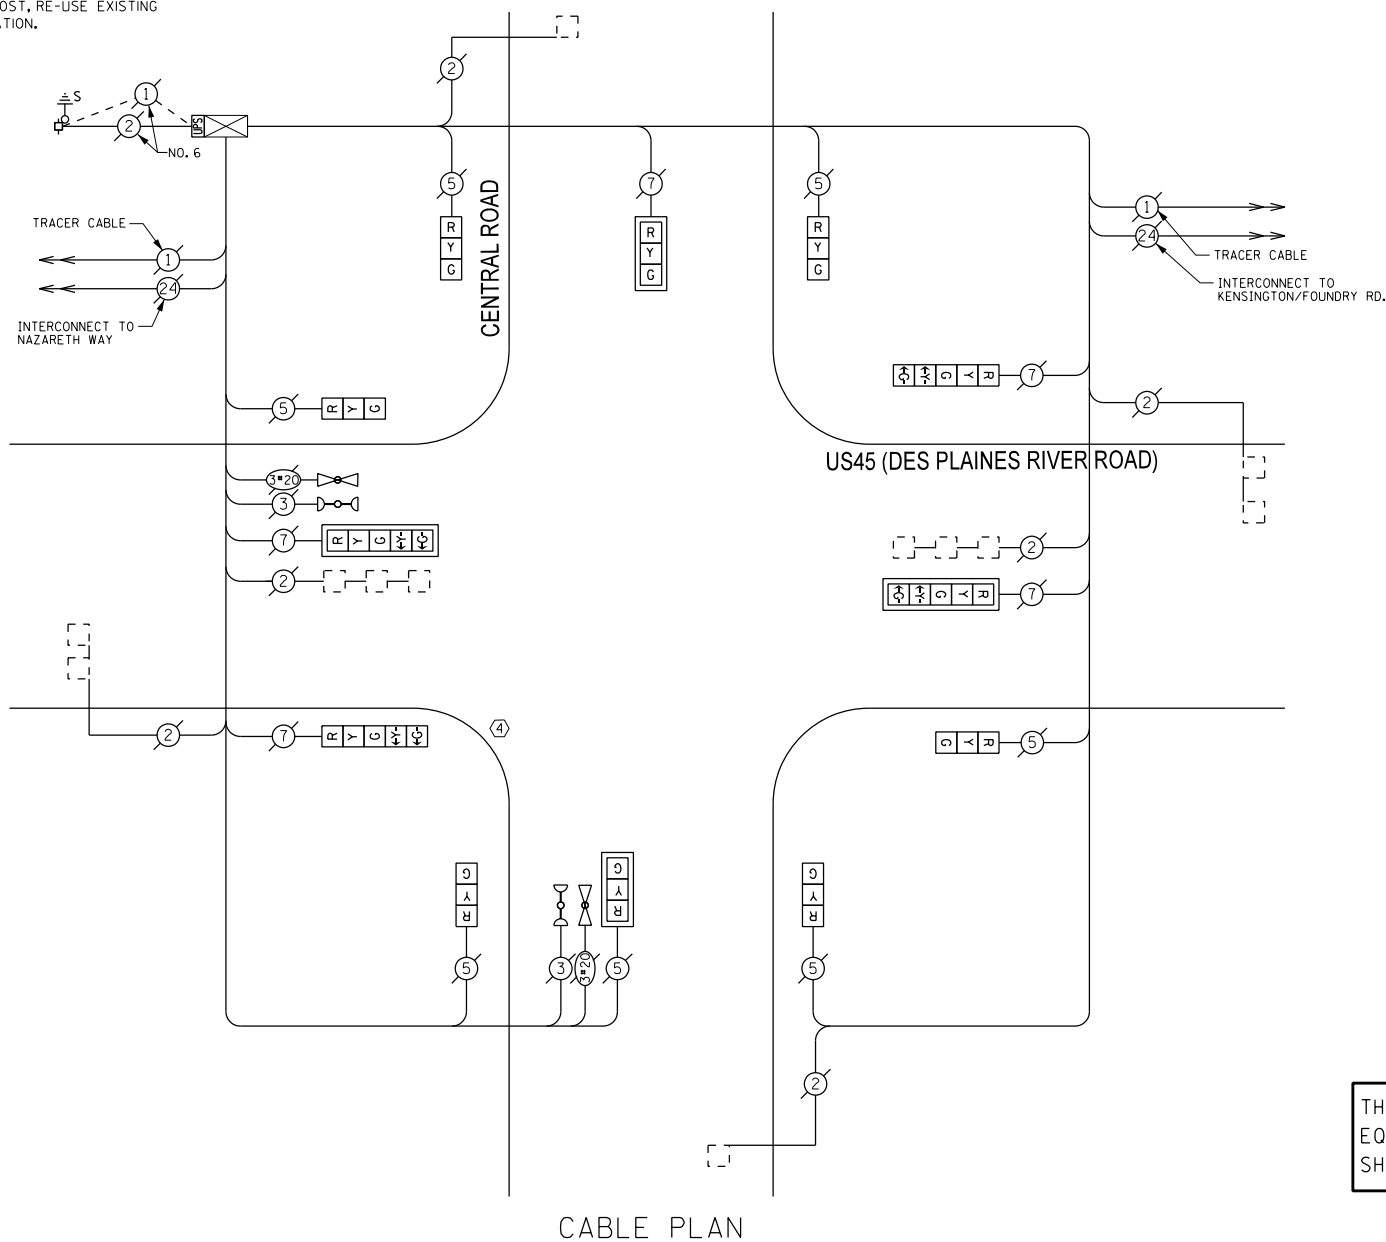 OST, RE-USE EXISTING
ATION.
2
S
1
2
UPS
NO. 6
5
7
5
R
Y
G
R
Y
G
R
Y
G
CENTRAL ROAD
TRACER CABLE
1
24
INTERCONNECT TO
NAZARETH WAY
1
24
TRACER CABLE
INTERCONNECT TO
KENSINGTON/FOUNDRY RD.
G Y G Y R 7
2
5 R Y G
US45 (DES PLAINES RIVER ROAD)
3#20
3
7 R Y G Y G
2
2
G Y G Y R 7
2
7 R Y G Y G
4
G Y R 5
G
Y
R
G
Y
R
G
Y
R
5
3
3#20
5
5
2
TH
EQ
SH
CABLE PLAN